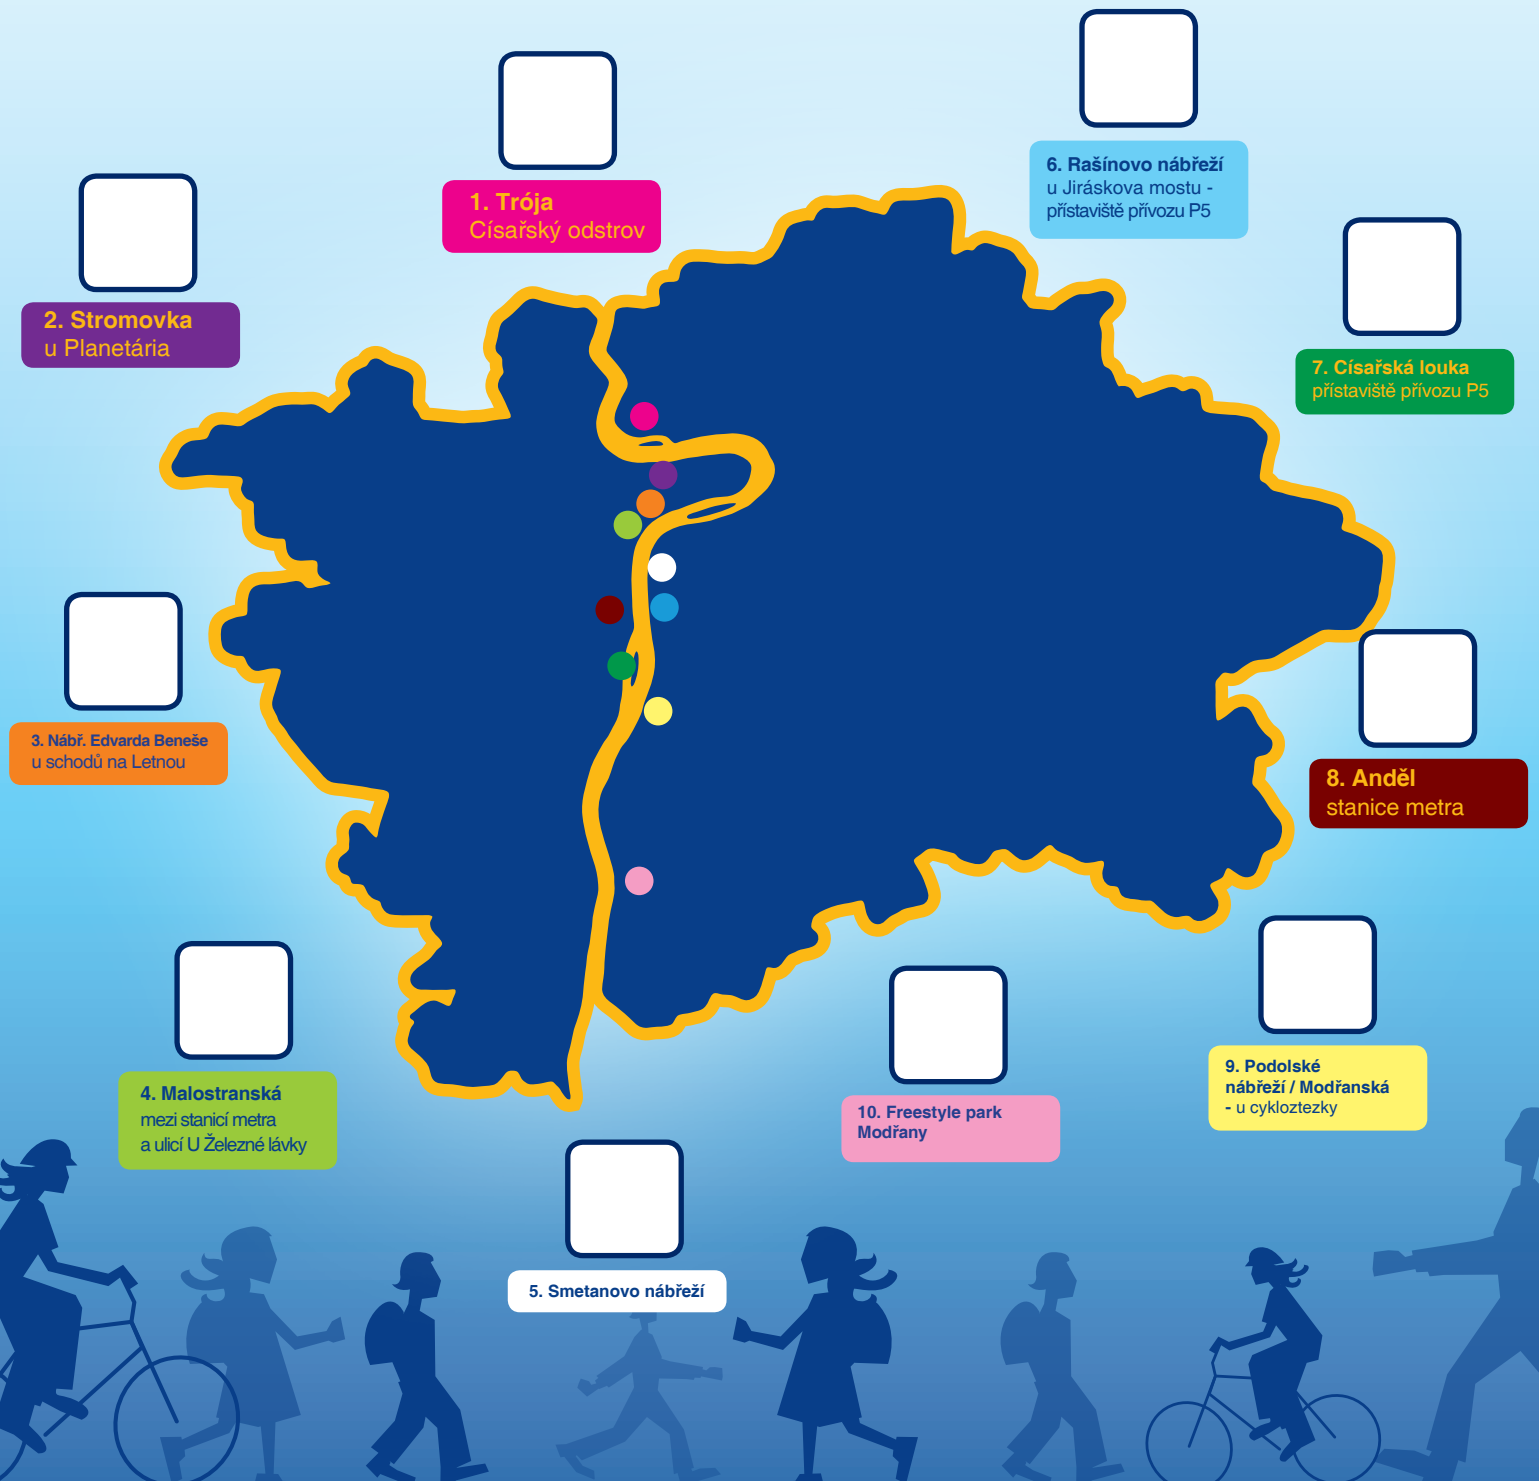 1. Trója
Císařský odstrov
2. Stromovka
u Planetária
3. Nábř. Edvarda Beneše
u schodů na Letnou
4. Malostranská
mezi stanicí metra
a ulicí U Železné lávky
5. Smetanovo nábřeží
6. Rašínovo nábřeží
u Jiráskova mostu -
přístaviště přívozu P5
7. Císařská louka
přístaviště přívozu P5
8. Anděl
stanice metra
9. Podolské
nábřeží / Modřanská
- u cykloztezky
10. Freestyle park
Modřany